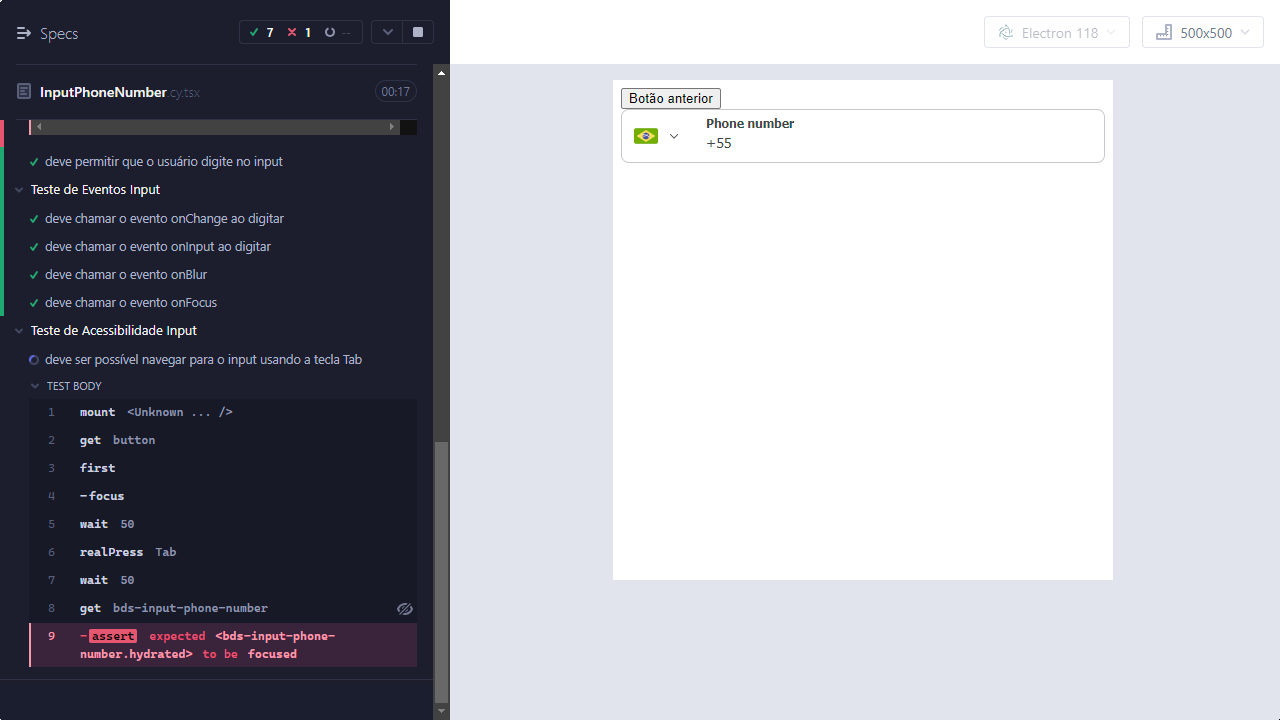 Specs
7
1
--
Electron 118
500x500
InputPhoneNumber.cy.tsx
00:17
deve permitir que o usuário digite no input
Teste de Eventos Input
deve chamar o evento onChange ao digitar
deve chamar o evento onInput ao digitar
deve chamar o evento onBlur
deve chamar o evento onFocus
Teste de Acessibilidade Input
deve ser possível navegar para o input usando a tecla Tab
TEST BODY
1 mount <Unknown ... />
2 get button
3 first
4 -focus
5 wait 50
6 realPress Tab
7 wait 50
8 get bds-input-phone-number
9 -assert expected <bds-input-phone-
number.hydrated> to be focused
Botão anterior
Phone number
+55